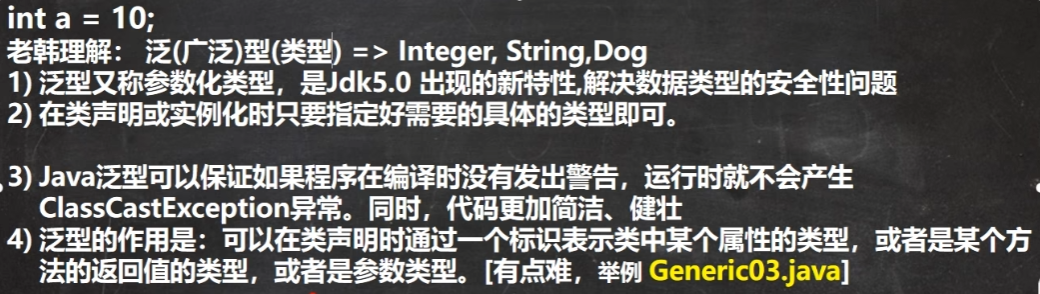 int a = 10;
老韩理解： 泛(广泛)型(类型) => Integer, String,Dog
1) 泛型又称参数化类型，是Jdk5.0 出现的新特性,解决数据类型的安全性问题
2) 在类声明或实例化时只要指定好需要的具体的类型即可。
3) Java泛型可以保证如果程序在编译时没有发出警告，运行时就不会产生
ClassCastException异常。同时，代码更加简洁、健壮
4) 泛型的作用是：可以在类声明时通过一个标识表示类中某个属性的类型，或者是某个方
法的返回值的类型，或者是参数类型。[有点难，举例 Generic03.java]